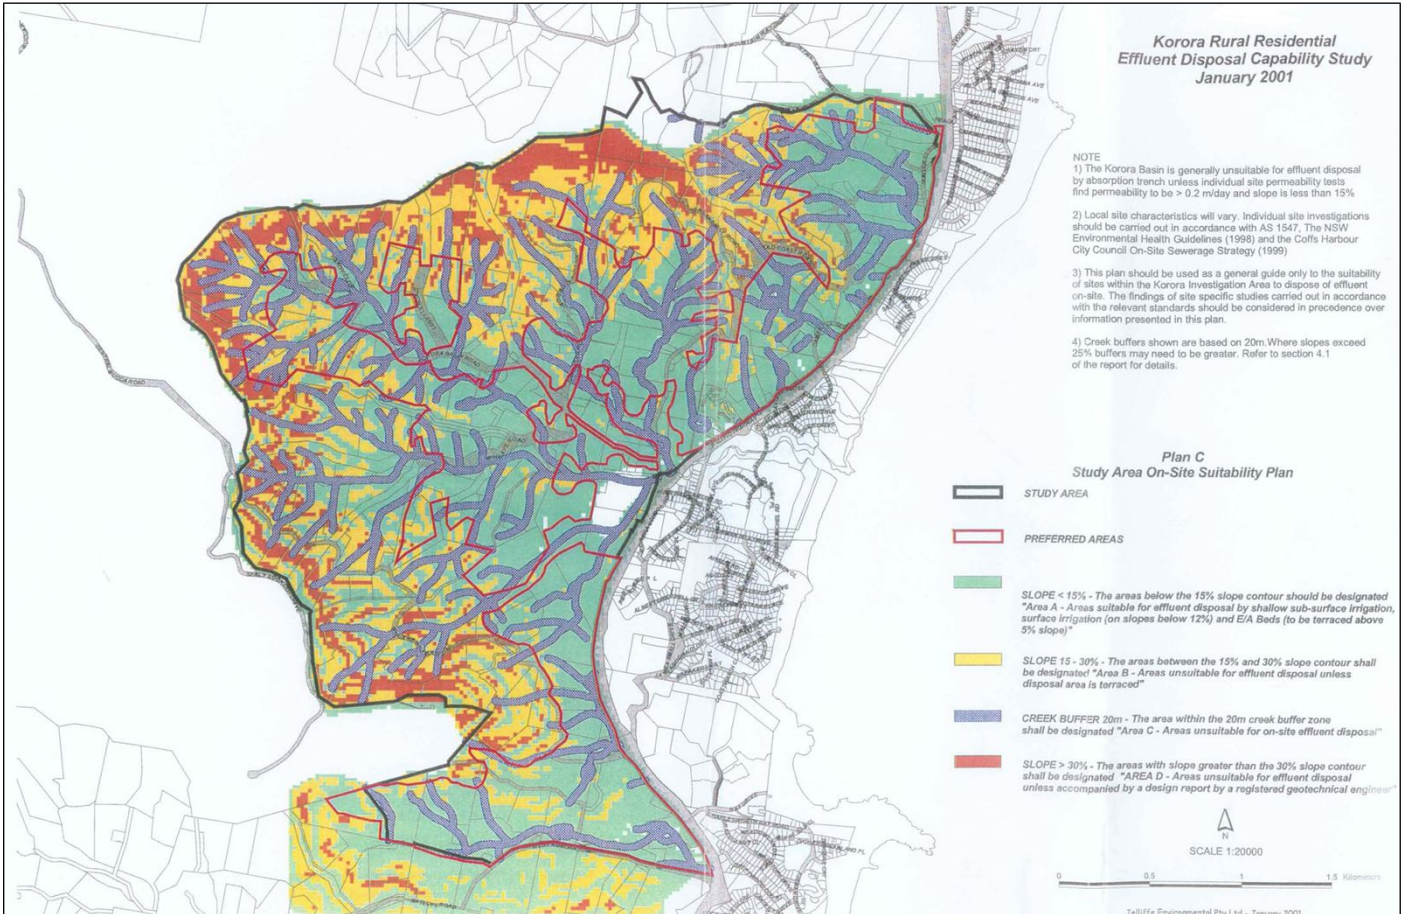 Korora Rural Residential
Effluent Disposal Capability Study
January 2001
NOTE
1) The Korora Basin is generally unsuitable for effluent disposal
by absorption trench unless individual site permeability tests
find permeability to be > 0.2 m/day and slope is less than 15%
2) Local site characteristics will vary. Individual site investigations
should be carried out in accordance with AS 1547, The NSW
Environmental Health Guidelines (1998) and the Coffs Harbour
City Council On-Site Sewerage Strategy (1999)
3) This plan should be used as a general guide only to the suitability
of sites within the Korora Investigation Area to dispose of effluent
on-site. The findings of site specific studies carried out in accordance
with the relevant standards should be considered in precedence over
information presented in this plan.
4) Creek buffers shown are based on 20m.Where slopes exceed
25% buffers may need to be greater. Refer to section 4.1
of the report for details.
Plan C
Study Area On-Site Suitability Plan
STUDY AREA
PREFERRED AREAS
SLOPE < 15% - The areas below the 15% slope contour should be designated
"Area A - Areas suitable for effluent disposal by shallow sub-surface irrigation,
surface irrigation (on slopes below 12%) and E/A Beds (to be terraced above
5% slope)"
SLOPE 15 - 30% - The areas between the 15% and 30% slope contour shall
be designated "Area B - Areas unsuitable for effluent disposal unless
disposal area is terraced"
CREEK BUFFER 20m - The area within the 20m creek buffer zone
shall be designated "Area C - Areas unsuitable for on-site effluent disposal"
SLOPE > 30% - The areas with slope greater than the 30% slope contour
shall be designated "AREA D - Areas unsuitable for effluent disposal
unless accompanied by a design report by a registered geotechnical engineer"
N
SCALE 1:20000
0 0.5 1 1.5 Kilometers
Environmental Pty Ltd - January 2001